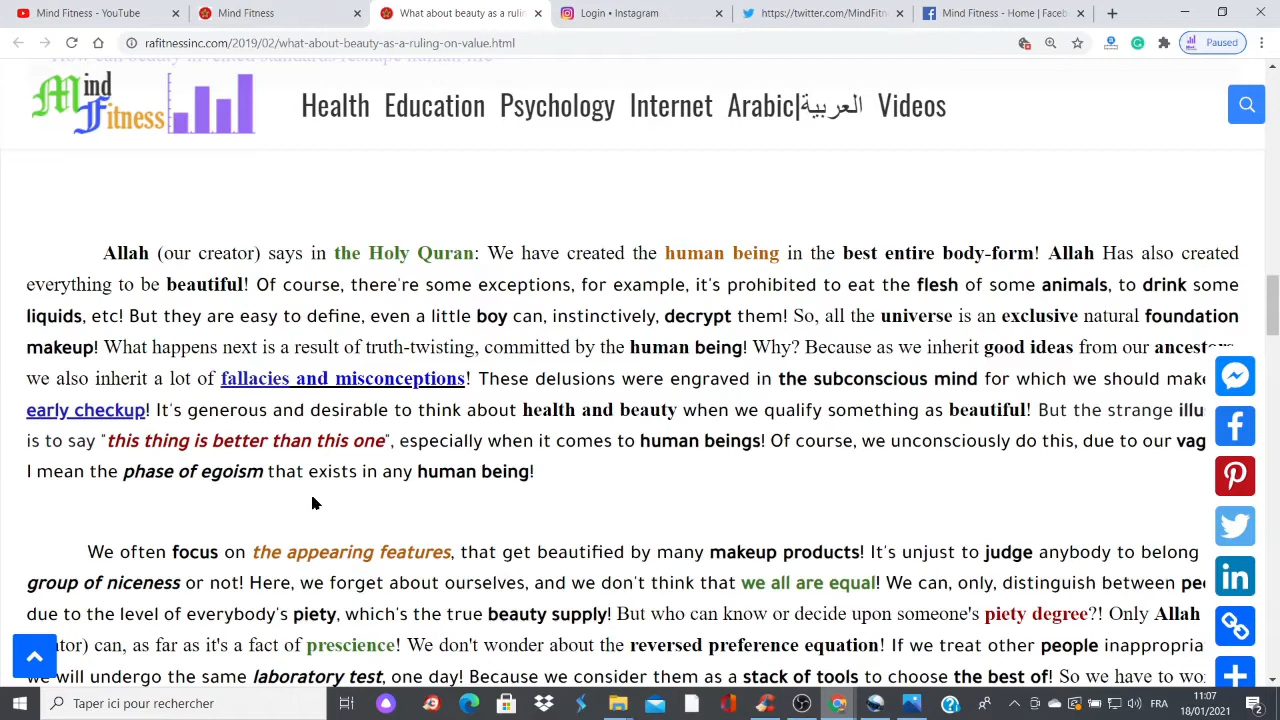 Mind Fitness - YouTube
Mind Fitness
What about beauty as a rulin
Login • Instagram
https://twitter.com/MindFitn
Mind Fitness - Home | Faceb
rafitnessinc.com/2019/02/what-about-beauty-as-a-ruling-on-value.html
Paused
How can beauty invented standards reshape human life
Mind Fitness
Health Education Psychology Internet Arabic|العربية Videos
Allah (our creator) says in the Holy Quran: We have created the human being in the best entire body-form! Allah Has also created
everything to be beautiful! Of course, there're some exceptions, for example, it's prohibited to eat the flesh of some animals, to drink some
liquids, etc! But they are easy to define, even a little boy can, instinctively, decrypt them! So, all the universe is an exclusive natural foundation
makeup! What happens next is a result of truth-twisting, committed by the human being! Why? Because as we inherit good ideas from our ancestors,
we also inherit a lot of fallacies and misconceptions! These delusions were engraved in the subconscious mind for which we should make
early checkup! It's generous and desirable to think about health and beauty when we qualify something as beautiful! But the strange illu
is to say "this thing is better than this one", especially when it comes to human beings! Of course, we unconsciously do this, due to our vag
I mean the phase of egoism that exists in any human being!
We often focus on the appearing features, that get beautified by many makeup products! It's unjust to judge anybody to belong
group of niceness or not! Here, we forget about ourselves, and we don't think that we all are equal! We can, only, distinguish between pe
due to the level of everybody's piety, which's the true beauty supply! But who can know or decide upon someone's piety degree?! Only Allah
ator) can, as far as it's a fact of prescience! We don't wonder about the reversed preference equation! If we treat other people inappropria
we will undergo the same laboratory test, one day! Because we consider them as a stack of tools to choose the best of! So we have to wo
Taper ici pour rechercher
FRA
11:07
18/01/2021